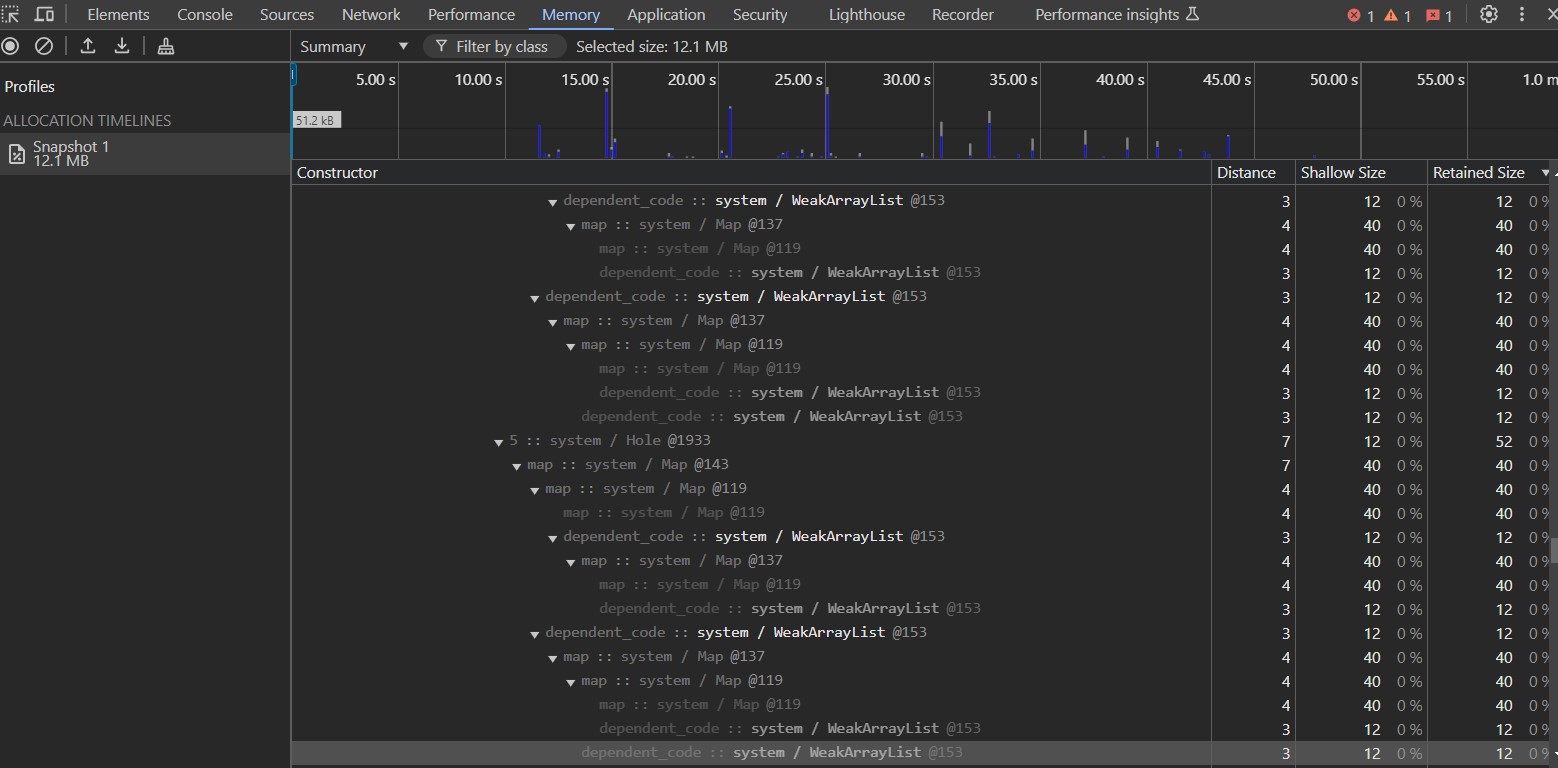 Elements Console Sources Network Performance Memory Application Security Lighthouse Recorder Performance insights 1 1 1
Summary Filter by class Selected size: 12.1 MB
Profiles
5.00 s 10.00 s 15.00 s 20.00 s 25.00 s 30.00 s 35.00 s 40.00 s 45.00 s 50.00 s 55.00 s 1.0 m
ALLOCATION TIMELINES
51.2 kB
Snapshot 1
12.1 MB
Constructor Distance Shallow Size Retained Size
dependent_code :: system / WeakArrayList @153 3 12 0 % 12 0 %
map :: system / Map @137 4 40 0 % 40 0 %
map :: system / Map @119 4 40 0 % 40 0 %
dependent_code :: system / WeakArrayList @153 3 12 0 % 12 0 %
dependent_code :: system / WeakArrayList @153 3 12 0 % 12 0 %
map :: system / Map @137 4 40 0 % 40 0 %
map :: system / Map @119 4 40 0 % 40 0 %
map :: system / Map @119 4 40 0 % 40 0 %
dependent_code :: system / WeakArrayList @153 3 12 0 % 12 0 %
dependent_code :: system / WeakArrayList @153 3 12 0 % 12 0 %
5 :: system / Hole @1933 7 12 0 % 52 0 %
map :: system / Map @143 7 40 0 % 40 0 %
map :: system / Map @119 4 40 0 % 40 0 %
map :: system / Map @119 4 40 0 % 40 0 %
dependent_code :: system / WeakArrayList @153 3 12 0 % 12 0 %
map :: system / Map @137 4 40 0 % 40 0 %
map :: system / Map @119 4 40 0 % 40 0 %
dependent_code :: system / WeakArrayList @153 3 12 0 % 12 0 %
dependent_code :: system / WeakArrayList @153 3 12 0 % 12 0 %
map :: system / Map @137 4 40 0 % 40 0 %
map :: system / Map @119 4 40 0 % 40 0 %
map :: system / Map @119 4 40 0 % 40 0 %
dependent_code :: system / WeakArrayList @153 3 12 0 % 12 0 %
dependent_code :: system / WeakArrayList @153 3 12 0 % 12 0 %